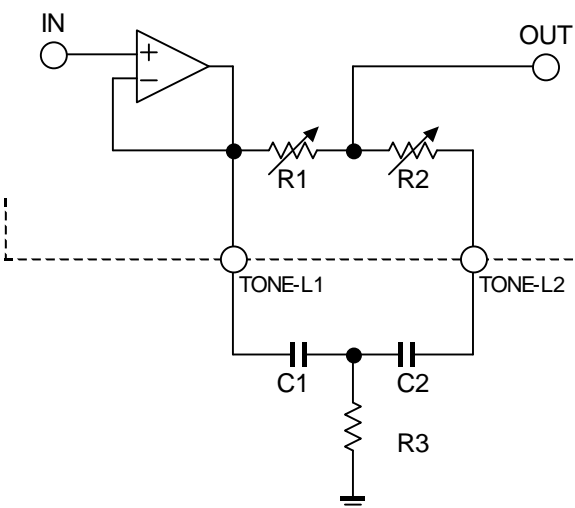 IN
OUT
+
−
R1
R2
TONE-L1
TONE-L2
C1
C2
R3